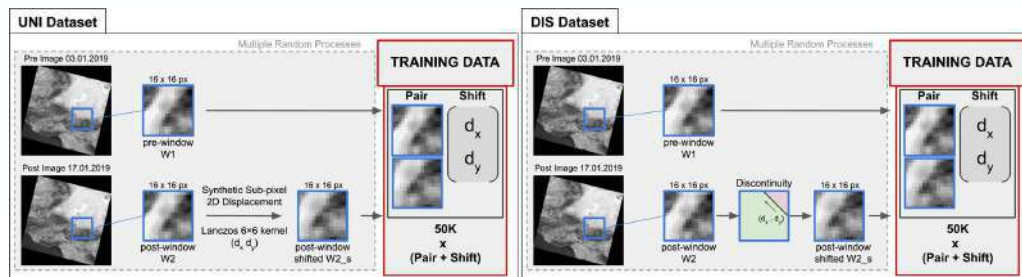 UNI Dataset
Multiple Random Processes
Pre Image 03.01.2019
16 x 16 px
pre-window
W1
Post Image 17.01.2019
16 x 16 px
post-window
W2
Synthetic Sub-pixel
2D Displacement
Lanczos 6×6 kernel
(dx dy)
16 x 16 px
post-window
shifted W2_s
TRAINING DATA
Pair Shift
dx
dy
50K
x
(Pair + Shift)
DIS Dataset
Multiple Random Processes
Pre Image 03.01.2019
16 x 16 px
pre-window
W1
Post Image 17.01.2019
16 x 16 px
post-window
W2
Discontinuity
16 x 16 px
post-window
shifted W2_s
TRAINING DATA
Pair Shift
dx
dy
50K
x
(Pair + Shift)